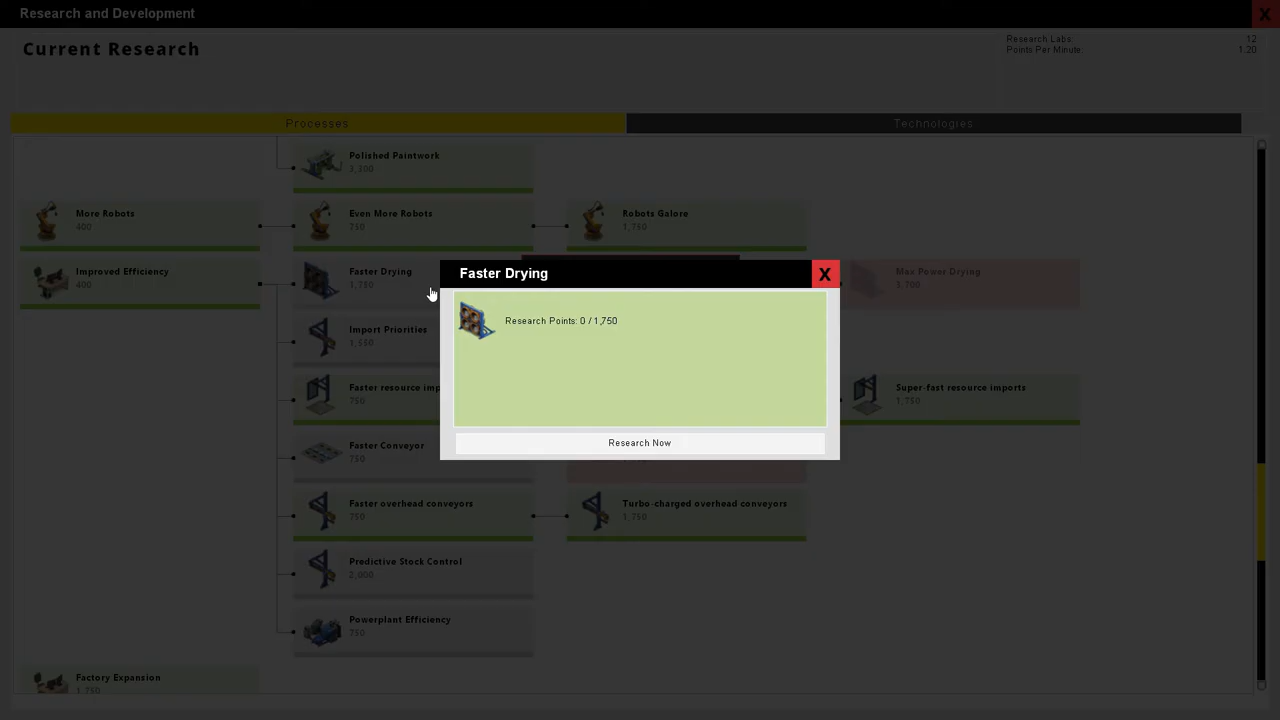 Research and Development
X
Current Research
Research Labs: 12
Points Per Minute: 1.20
Processes
Technologies
Polished Paintwork
More Robots
400
Even More Robots
750
Robots Galore
1,750
Improved Efficiency
400
Faster Drying
1,750
Faster Drying
X
Research Points: 0 / 1,750
Research Now
Max Power Drying
3,700
Import Priorities
1,550
Faster resource
750
Super-fast resource imports
1,750
Faster Conveyor
750
Faster overhead conveyors
750
Turbo-charged overhead conveyors
1,750
Predictive Stock Control
2,000
Powerplant Efficiency
750
Factory Expansion